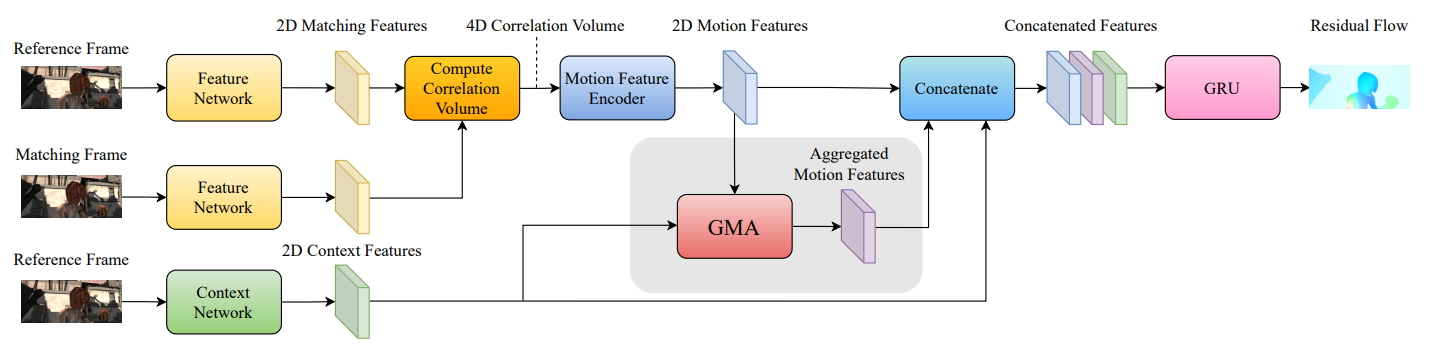 2D Matching Features
4D Correlation Volume
2D Motion Features
Concatenated Features
Residual Flow
Reference Frame
Feature
Network
Compute
Correlation
Volume
Motion Feature
Encoder
Concatenate
GRU
Matching Frame
Feature
Network
Aggregated
Motion Features
GMA
Reference Frame
2D Context Features
Context
Network